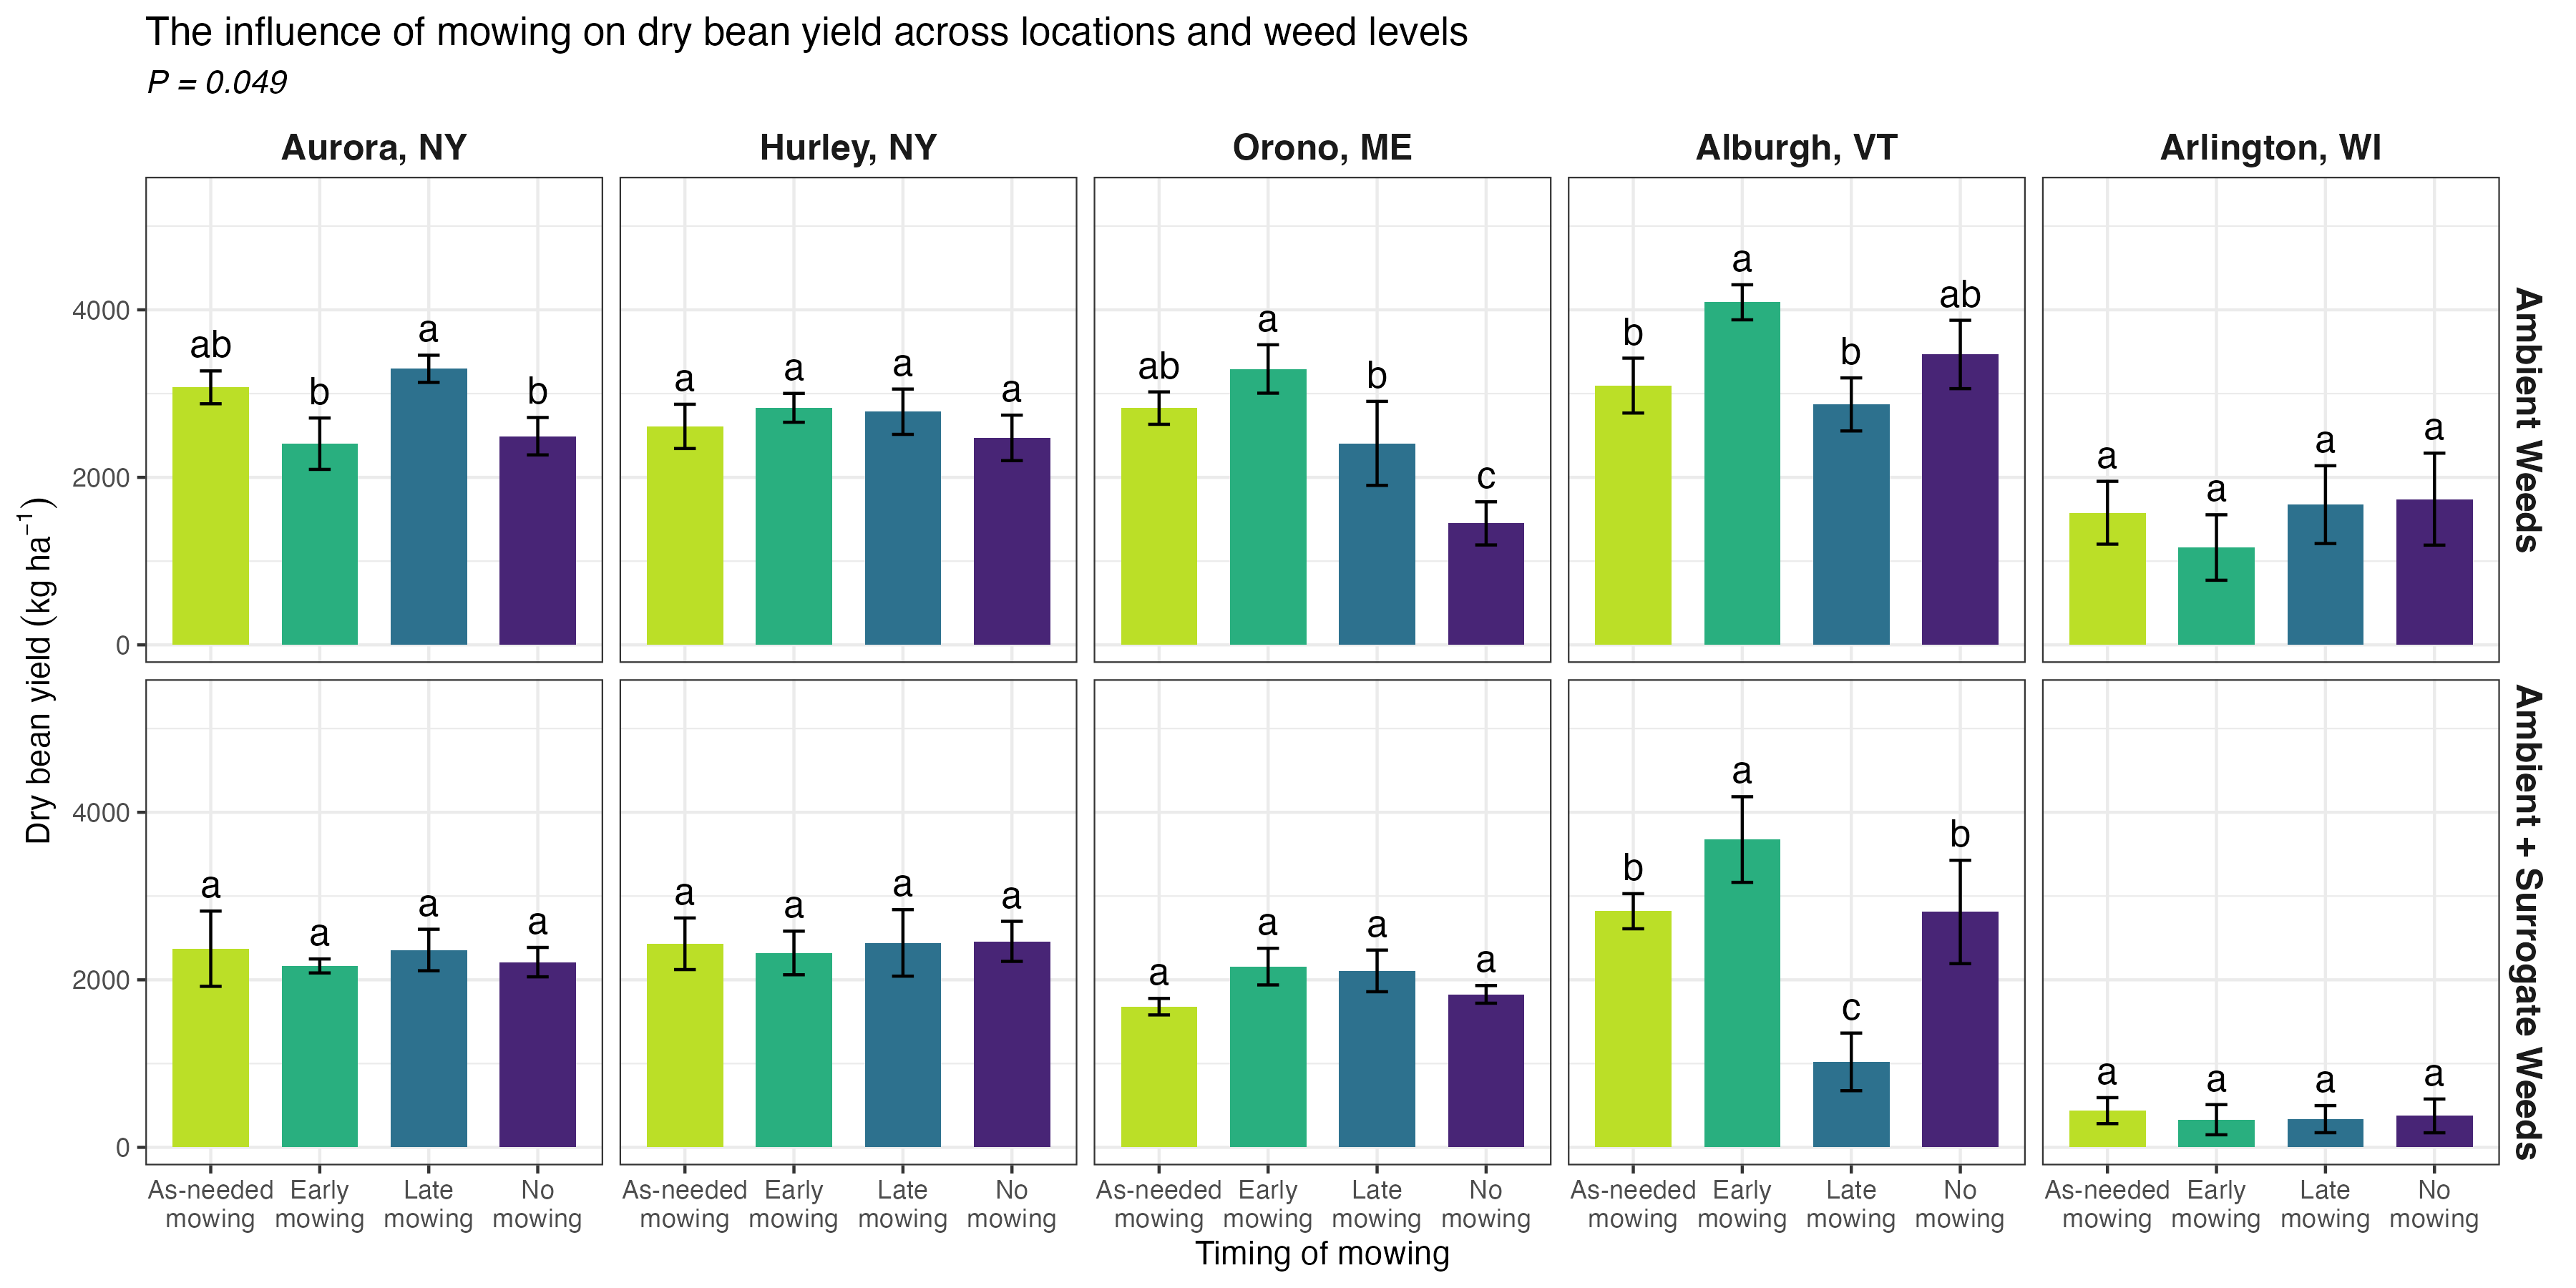 The influence of mowing on dry bean yield across locations and weed levels
P = 0.049
Aurora, NY
Hurley, NY
Orono, ME
Alburgh, VT
Arlington, WI
Dry bean yield (kg ha⁻¹)
4000
2000
0
ab b a b
a a a a
ab a b c
b a b ab
a a a a
Ambient Weeds
4000
2000
0
a a a a
a a a a
a a a a
b a c b
a a a a
Ambient + Surrogate Weeds
As-needed Early Late No
mowing mowing mowing mowing
As-needed Early Late No
mowing mowing mowing mowing
As-needed Early Late No
mowing mowing mowing mowing
As-needed Early Late No
mowing mowing mowing mowing
As-needed Early Late No
mowing mowing mowing mowing
Timing of mowing